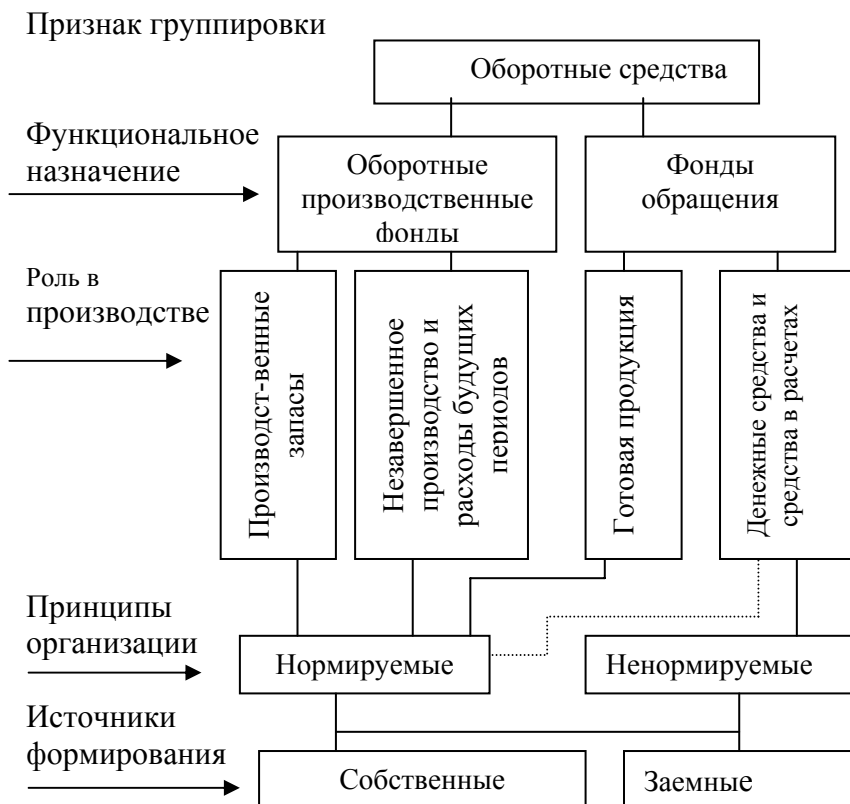 Признак группировки
Оборотные средства
Функциональное
назначение
Оборотные
производственные
фонды
Фонды
обращения
Роль в
производстве
Производст-венные
запасы
Незавершенное
производство и
расходы будущих
периодов
Готовая продукция
Денежные средства и
средства в расчетах
Принципы
организации
Нормируемые
Ненормируемые
Источники
формирования
Собственные
Заемные